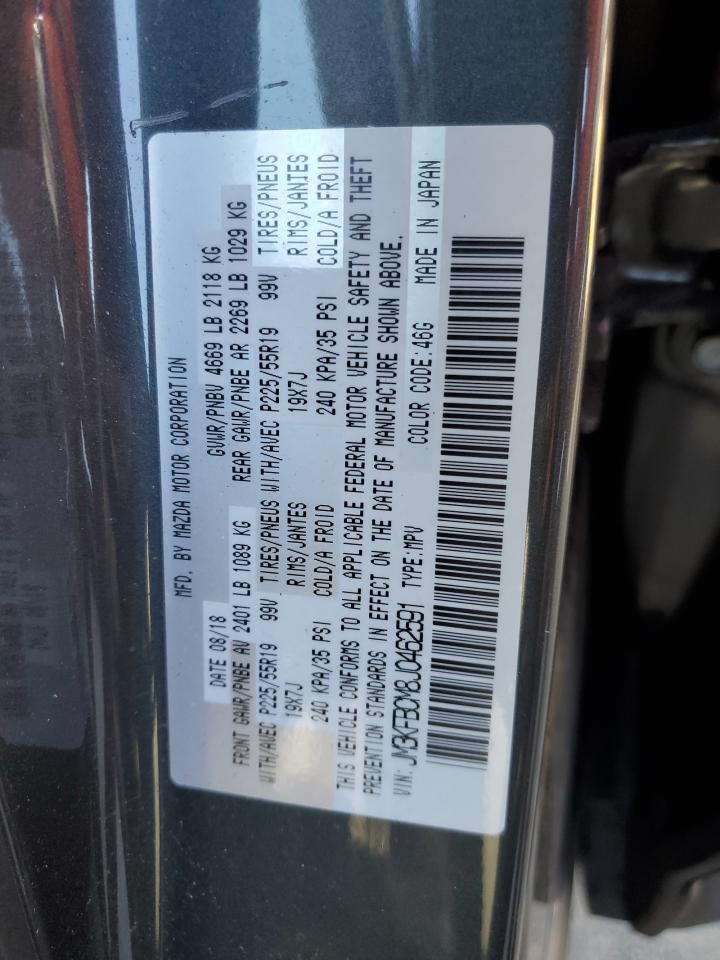 MFD. BY MAZDA MOTOR CORPORATION
DATE 08/18 GVWR/PNBV 4669 LB 2118 KG
FRONT GAWR/PNBE AV 2401 LB 1089 KG REAR GAWR/PNBE AR 2269 LB 1029 KG
WITH/AVEC P225/55R19 99V TIRES/PNEUS WITH/AVEC P225/55R19 99V TIRES/PNEUS
19X7J RIMS/JANTES 19X7J RIMS/JANTES
240 KPA/35 PSI COLD/A FROID 240 KPA/35 PSI COLD/A FROID
THIS VEHICLE CONFORMS TO ALL APPLICABLE FEDERAL MOTOR VEHICLE SAFETY AND THEFT
PREVENTION STANDARDS IN EFFECT ON THE DATE OF MANUFACTURE SHOWN ABOVE.
VIN: JM3KFBCM8J0462591 TYPE:MPV COLOR CODE:46G MADE IN JAPAN